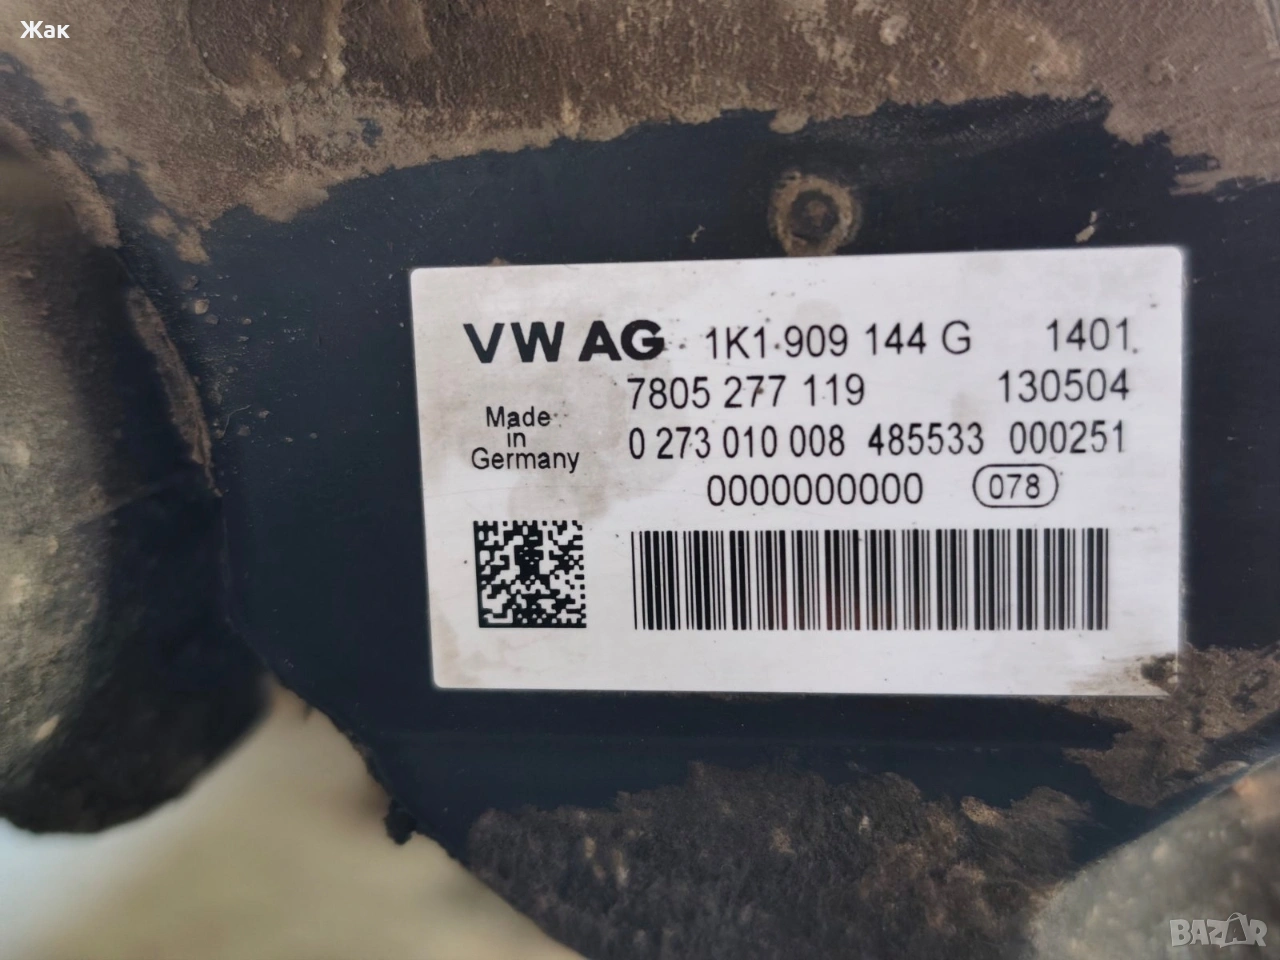 Жак
VW AG 1K1 909 144 G 1401
7805 277 119 130504
Made
in
Germany
0 273 010 008 485533 000251
0000000000 078
BAZAR